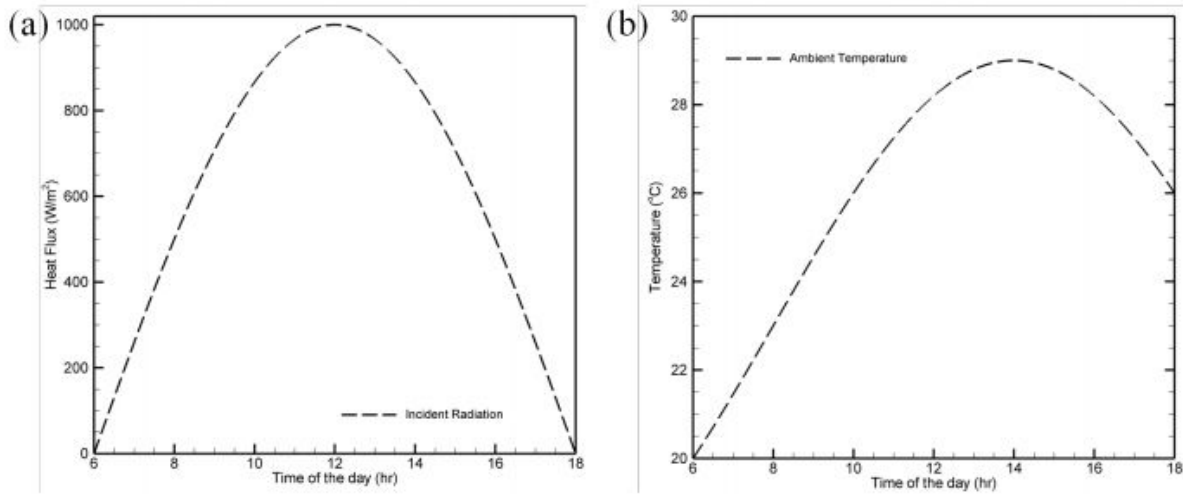 (a)
1000
800
600
400
200
0
Heat Flux (W/m²)
Incident Radiation
6 8 10 12 14 16 18
Time of the day (hr)
(b)
30
28
26
24
22
20
Temperature (°C)
Ambient Temperature
6 8 10 12 14 16 18
Time of the day (hr)